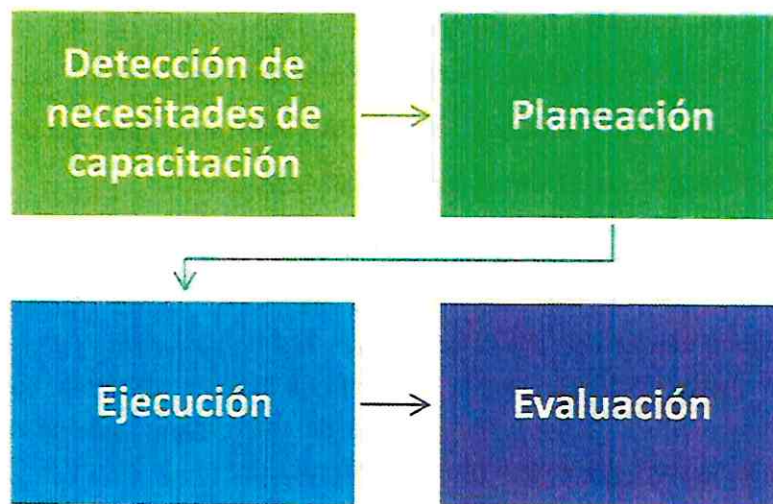 Detección de
necesitades de
capacitación
Planeación
Ejecución
Evaluación